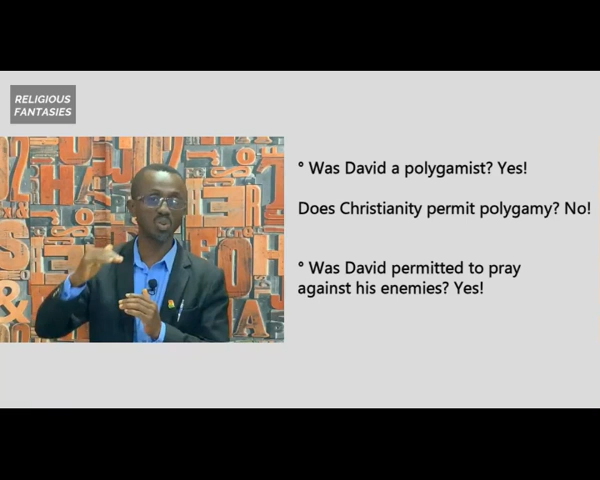 RELIGIOUS
FANTASIES
° Was David a polygamist? Yes!
Does Christianity permit polygamy? No!
° Was David permitted to pray
against his enemies? Yes!